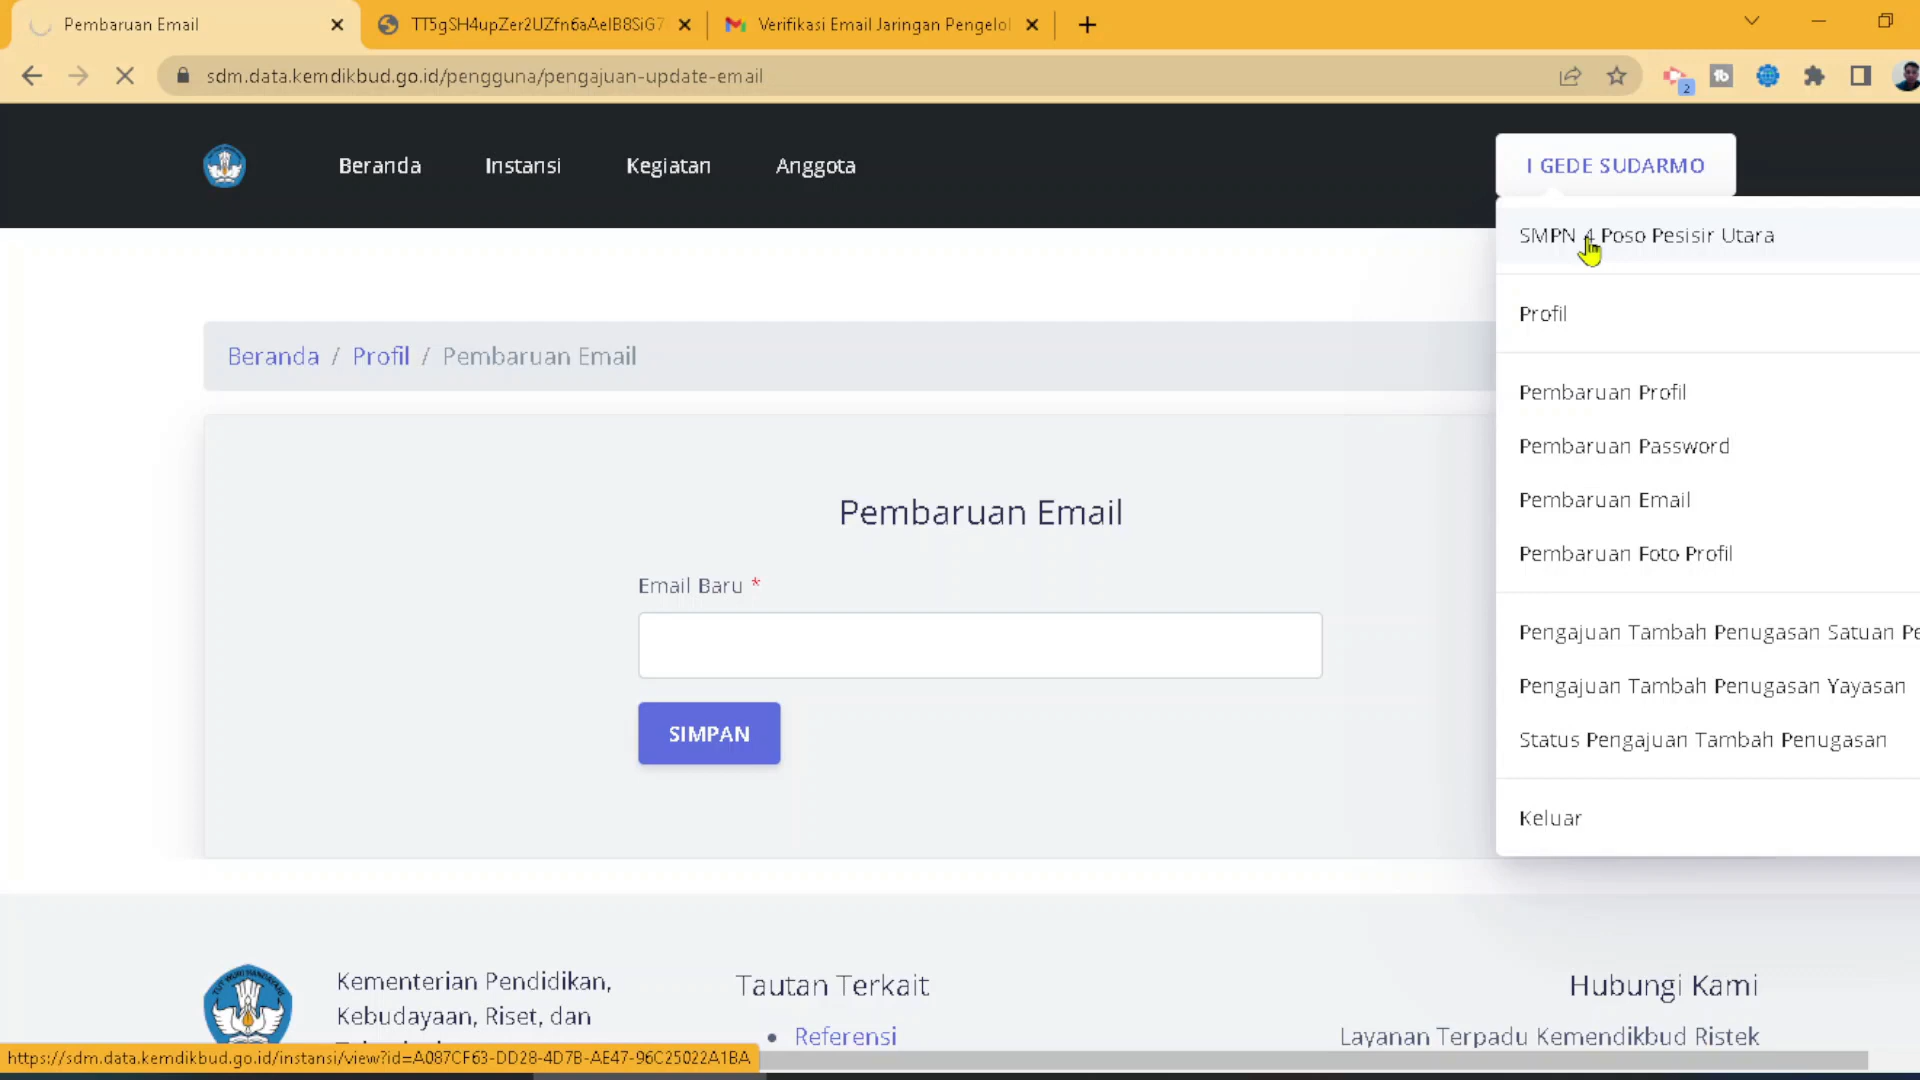 Pembaruan Email
TT5gSH4upZer2UZfn6aAelB8SiG7
Verifikasi Email Jaringan Pengelol
sdm.data.kemdikbud.go.id/pengguna/pengajuan-update-email
2
Beranda
Instansi
Kegiatan
Anggota
I GEDE SUDARMO
SMPN 4 Poso Pesisir Utara
Profil
Pembaruan Profil
Pembaruan Password
Pembaruan Email
Pembaruan Foto Profil
Pengajuan Tambah Penugasan Satuan Pe
Pengajuan Tambah Penugasan Yayasan
Status Pengajuan Tambah Penugasan
Keluar
Beranda / Profil / Pembaruan Email
Pembaruan Email
Email Baru *
SIMPAN
Kementerian Pendidikan,
Kebudayaan, Riset, dan
Tautan Terkait
• Referensi
Hubungi Kami
Layanan Terpadu Kemendikbud Ristek
https://sdm.data.kemdikbud.go.id/instansi/view?id=A087CF63-DD28-4D7B-AE47-96C25022A1BA